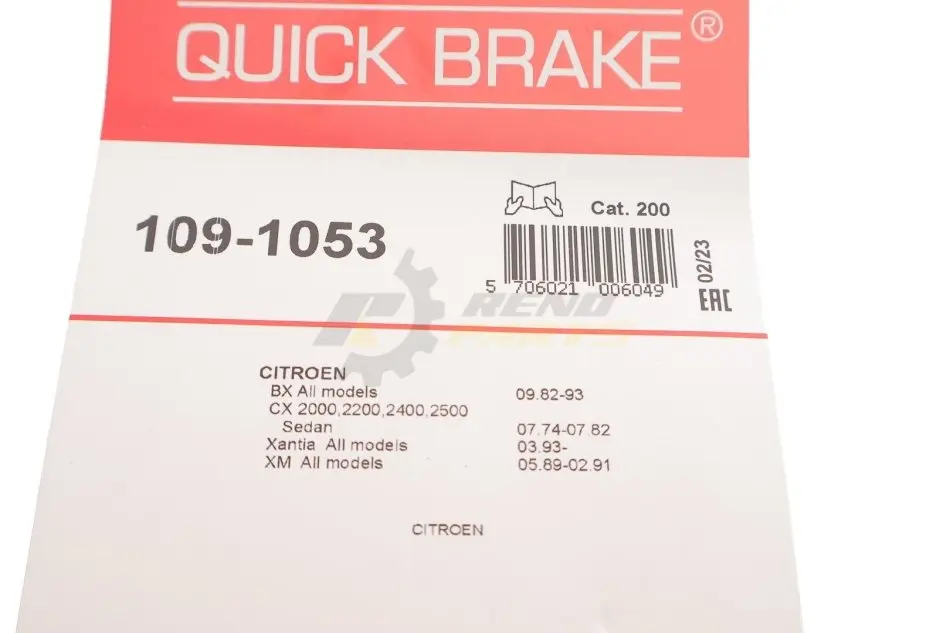 QUICK BRAKE®
Cat. 200
109-1053
5 706021 006049
02/23
EAC
RENO
PARTS
CITROEN
BX All models 09.82-93
CX 2000,2200,2400,2500
Sedan 07.74-07.82
Xantia All models 03.93-
XM All models 05.89-02.91
CITROEN